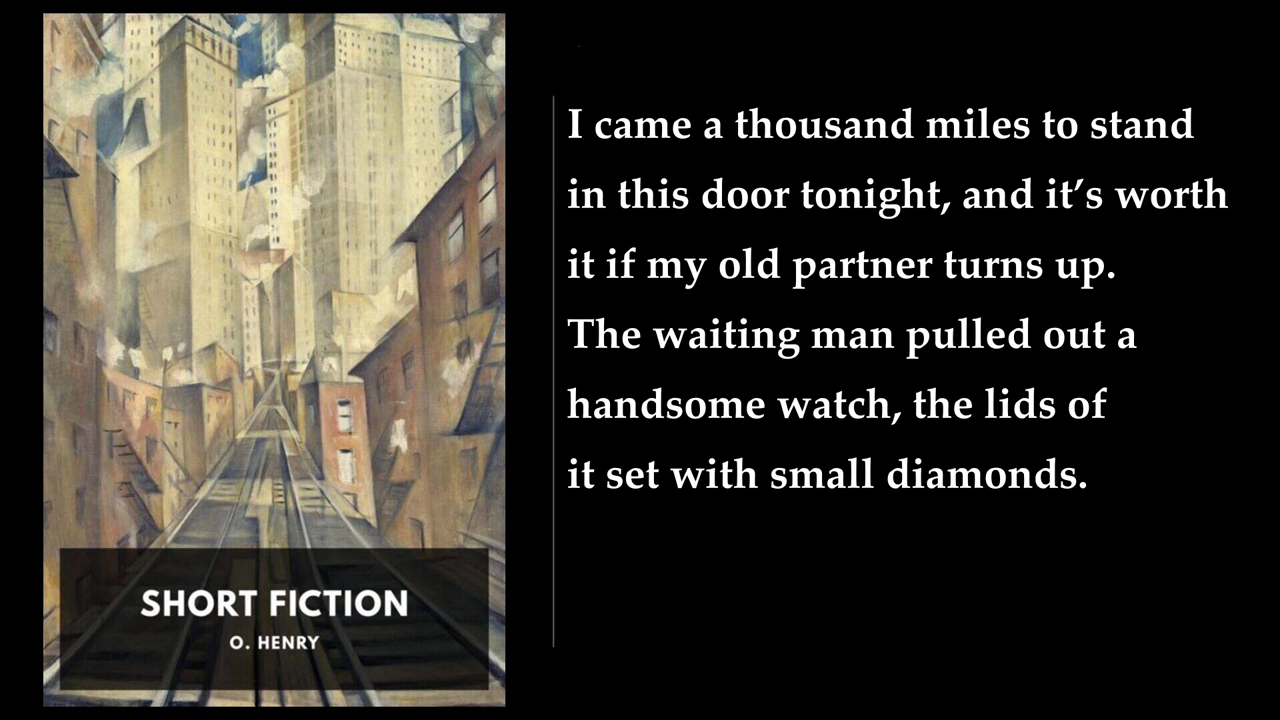 SHORT FICTION
O. HENRY
I came a thousand miles to stand
in this door tonight, and it’s worth
it if my old partner turns up.
The waiting man pulled out a
handsome watch, the lids of
it set with small diamonds.